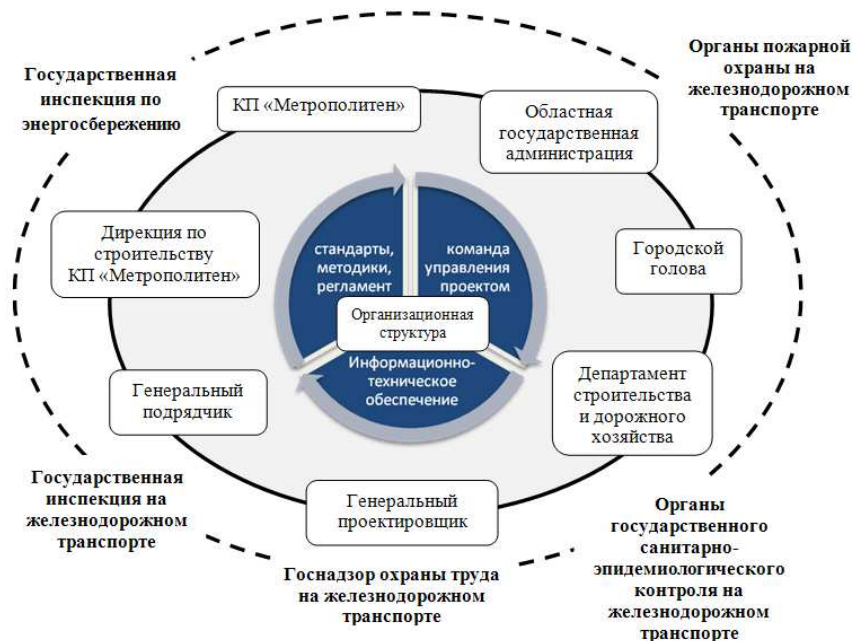 Государственная
инспекция по
энергосбережению
КП «Метрополитен»
Областная
государственная
администрация
Органы пожарной
охраны на
железнодорожном
транспорте
Дирекция по
строительству
КП «Метрополитен»
стандарты,
методики,
регламент
команда
управления
проектом
Городской
голова
Организационная
структура
Информационно-
техническое
обеспечение
Генеральный
подрядчик
Департамент
строительства
и дорожного
хозяйства
Государственная
инспекция на
железнодорожном
транспорте
Генеральный
проектировщик
Госнадзор охраны труда
на железнодорожном
транспорте
Органы
государственного
санитарно-
эпидемиологического
контроля на
железнодорожном
транспорте